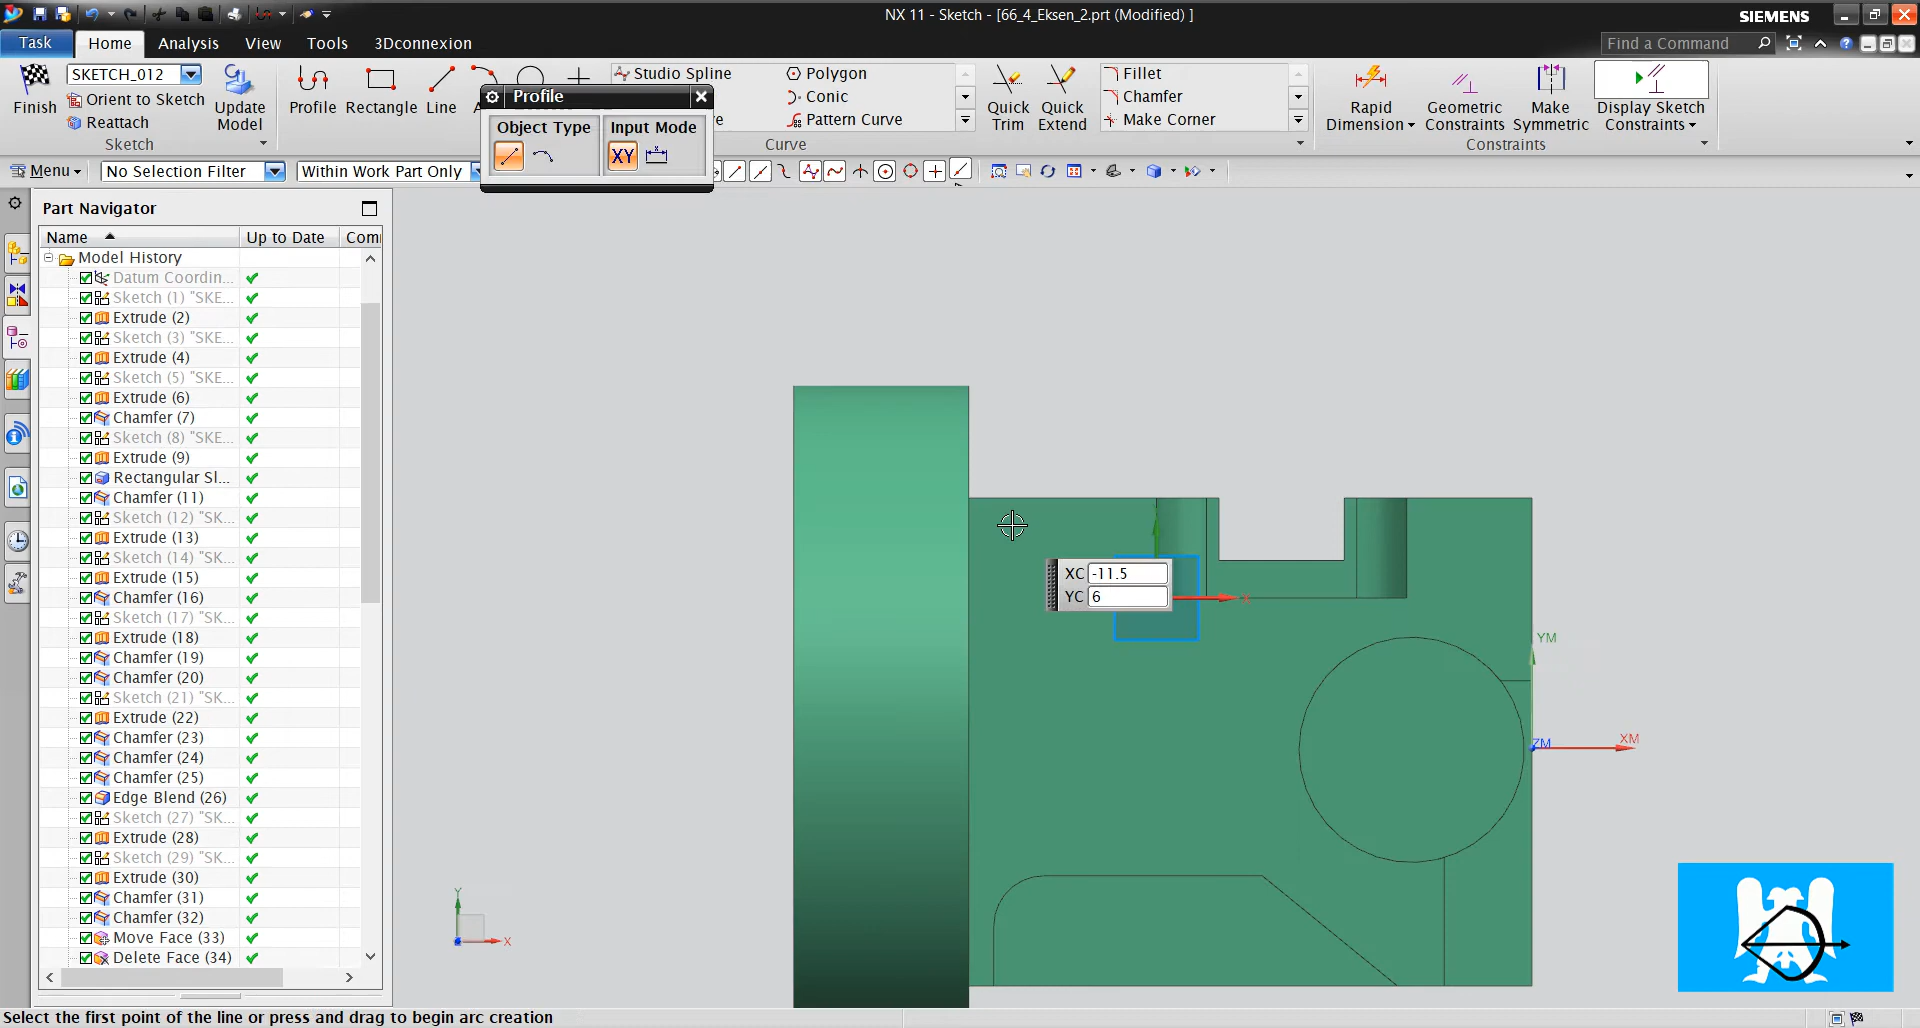 NX 11 - Sketch - [66_4_Eksen_2.prt (Modified) ]
SIEMENS
Task
Home
Analysis
View
Tools
3Dconnexion
Find a Command
Finish
SKETCH_012
Orient to Sketch
Reattach
Update
Model
Sketch
Profile
Rectangle
Line
Studio Spline
Polygon
Conic
Pattern Curve
Curve
Quick
Trim
Quick
Extend
Fillet
Chamfer
Make Corner
Rapid
Dimension
Geometric
Constraints
Make
Symmetric
Display Sketch
Constraints
Constraints
Profile
Object Type
Input Mode
XY
Menu
No Selection Filter
Within Work Part Only
Part Navigator
Name
Up to Date
Com
Model History
Datum Coordin...
Sketch (1) "SKE...
Extrude (2)
Sketch (3) "SKE...
Extrude (4)
Sketch (5) "SKE...
Extrude (6)
Chamfer (7)
Sketch (8) "SKE...
Extrude (9)
Rectangular Sl...
Chamfer (11)
Sketch (12) "SK...
Extrude (13)
Sketch (14) "SK...
Extrude (15)
Chamfer (16)
Sketch (17) "SK...
Extrude (18)
Chamfer (19)
Chamfer (20)
Sketch (21) "SK...
Extrude (22)
Chamfer (23)
Chamfer (24)
Chamfer (25)
Edge Blend (26)
Sketch (27) "SK...
Extrude (28)
Sketch (29) "SK...
Extrude (30)
Chamfer (31)
Chamfer (32)
Move Face (33)
Delete Face (34)
XC -11.5
YC 6
YM
ZM
XM
Y
X
Select the first point of the line or press and drag to begin arc creation